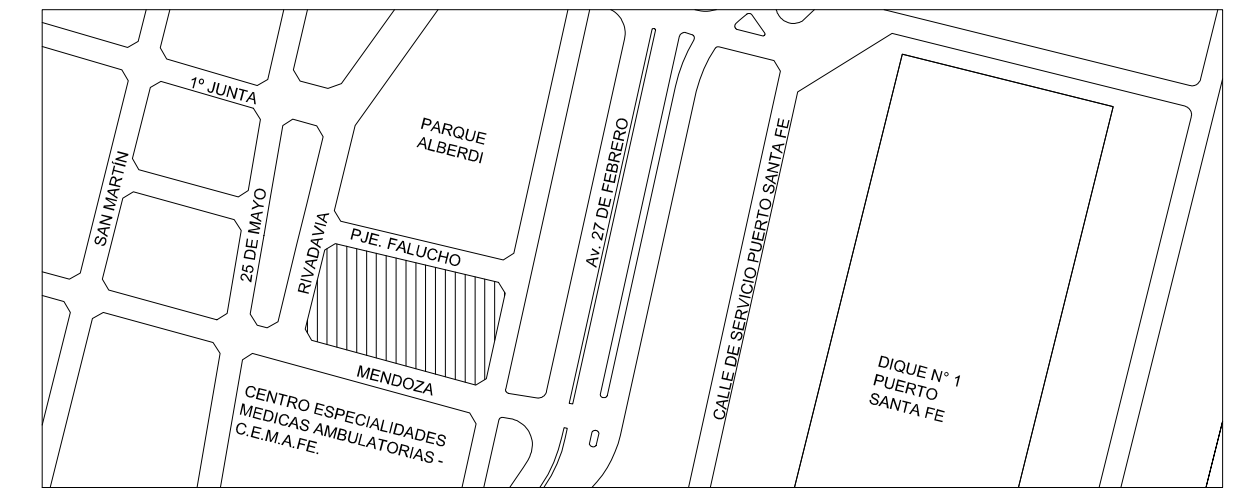 1º JUNTA
PARQUE
ALBERDI
SAN MARTÍN
25 DE MAYO
RIVADAVIA
PJE. FALUCHO
Av. 27 DE FEBRERO
CALLE DE SERVICIO PUERTO SANTA FE
MENDOZA
DIQUE N° 1
PUERTO
SANTA FE
CENTRO ESPECIALIDADES
MEDICAS AMBULATORIAS -
C.E.M.A.FE.